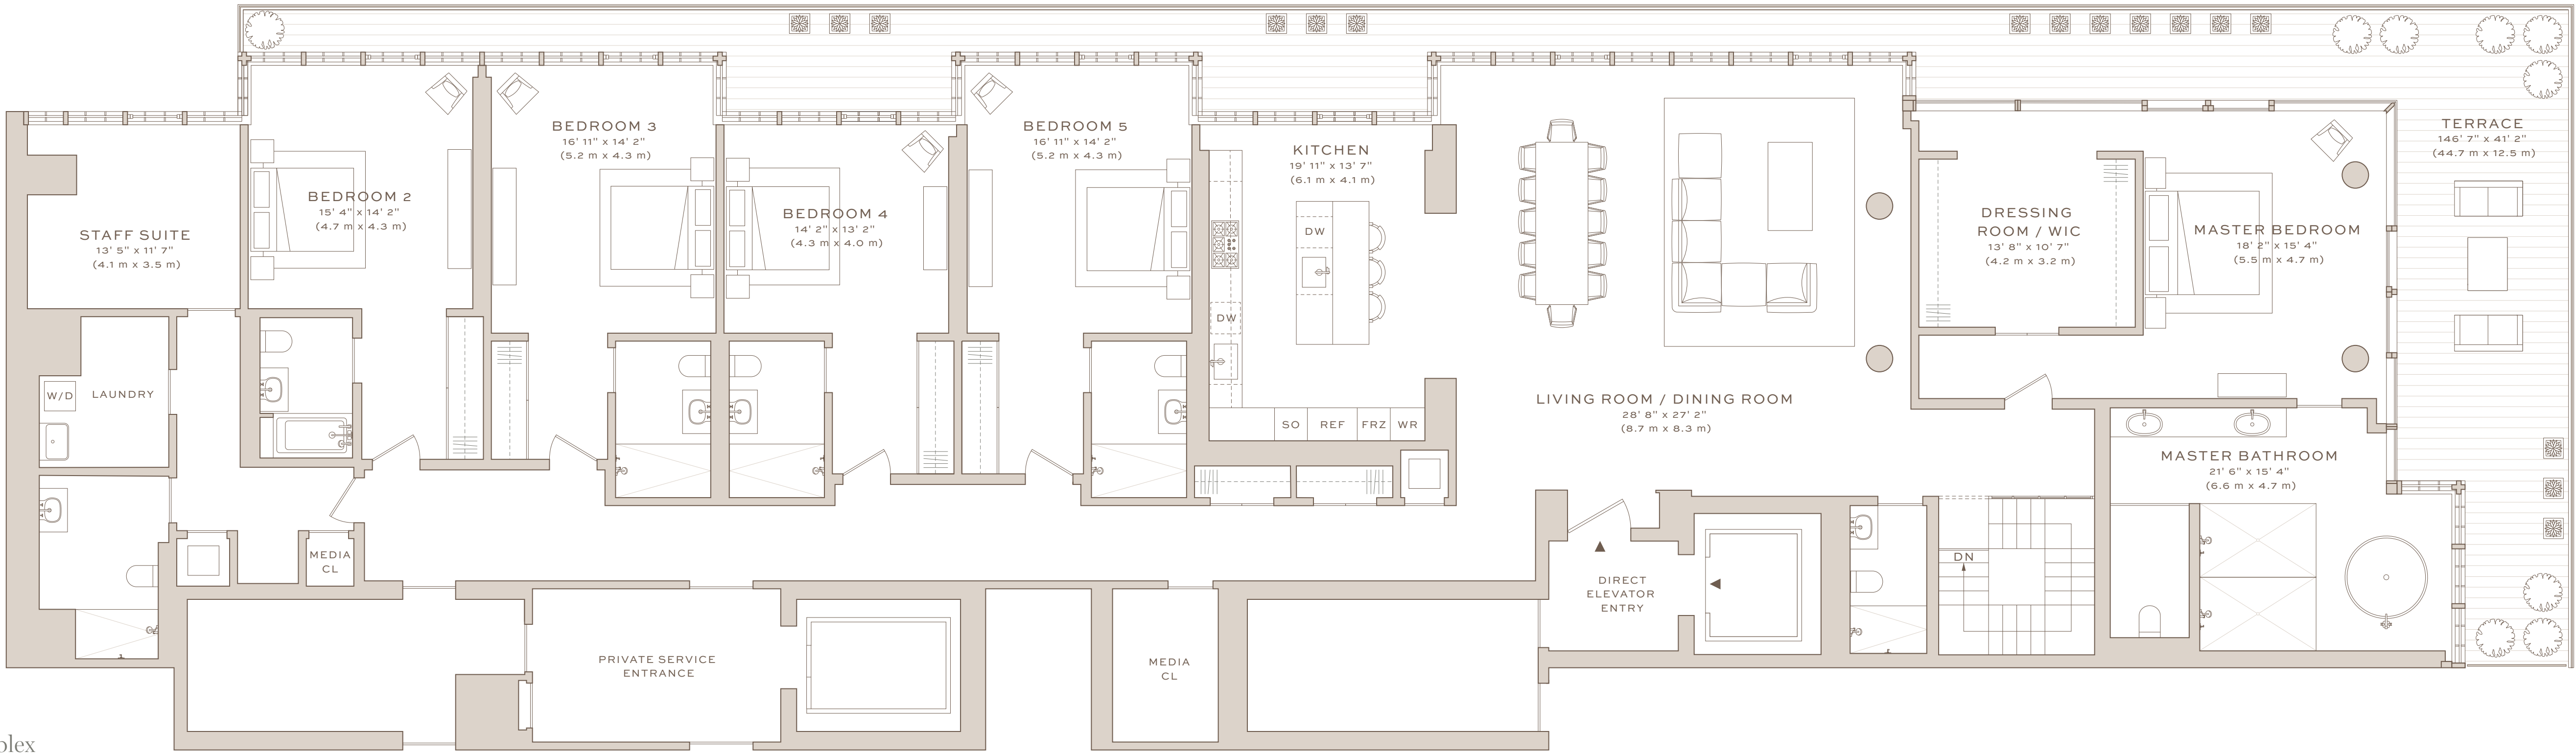 STAFF SUITE
13' 5" x 11' 7"
(4.1 m x 3.5 m)
BEDROOM 2
15' 4" x 14' 2"
(4.7 m x 4.3 m)
BEDROOM 3
16' 11" x 14' 2"
(5.2 m x 4.3 m)
BEDROOM 4
14' 2" x 13' 2"
(4.3 m x 4.0 m)
BEDROOM 5
16' 11" x 14' 2"
(5.2 m x 4.3 m)
KITCHEN
19' 11" x 13' 7"
(6.1 m x 4.1 m)
DW
DW
SO
REF
FRZ
WR
LIVING ROOM / DINING ROOM
28' 8" x 27' 2"
(8.7 m x 8.3 m)
DRESSING
ROOM / WIC
13' 8" x 10' 7"
(4.2 m x 3.2 m)
MASTER BEDROOM
18' 2" x 15' 4"
(5.5 m x 4.7 m)
TERRACE
146' 7" x 41' 2"
(44.7 m x 12.5 m)
MASTER BATHROOM
21' 6" x 15' 4"
(6.6 m x 4.7 m)
W/D
LAUNDRY
MEDIA
CL
PRIVATE SERVICE
ENTRANCE
MEDIA
CL
DIRECT
ELEVATOR
ENTRY
DN
plex